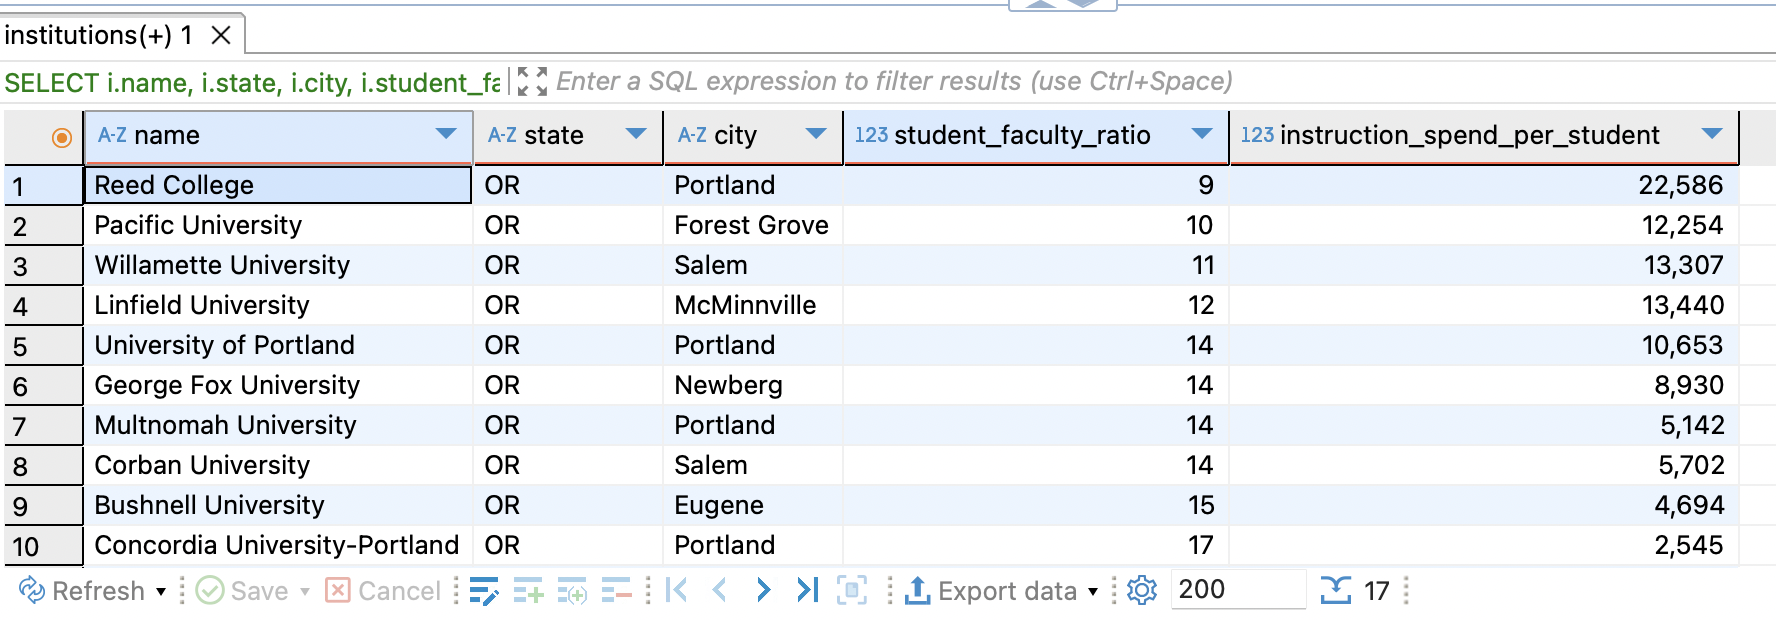 institutions(+) 1
SELECT i.name, i.state, i.city, i.student_fa Enter a SQL expression to filter results (use Ctrl+Space)
A-Z name A-Z state A-Z city 123 student_faculty_ratio 123 instruction_spend_per_student
1 Reed College OR Portland 9 22,586
2 Pacific University OR Forest Grove 10 12,254
3 Willamette University OR Salem 11 13,307
4 Linfield University OR McMinnville 12 13,440
5 University of Portland OR Portland 14 10,653
6 George Fox University OR Newberg 14 8,930
7 Multnomah University OR Portland 14 5,142
8 Corban University OR Salem 14 5,702
9 Bushnell University OR Eugene 15 4,694
10 Concordia University-Portland OR Portland 17 2,545
Refresh Save Cancel Export data 200 17